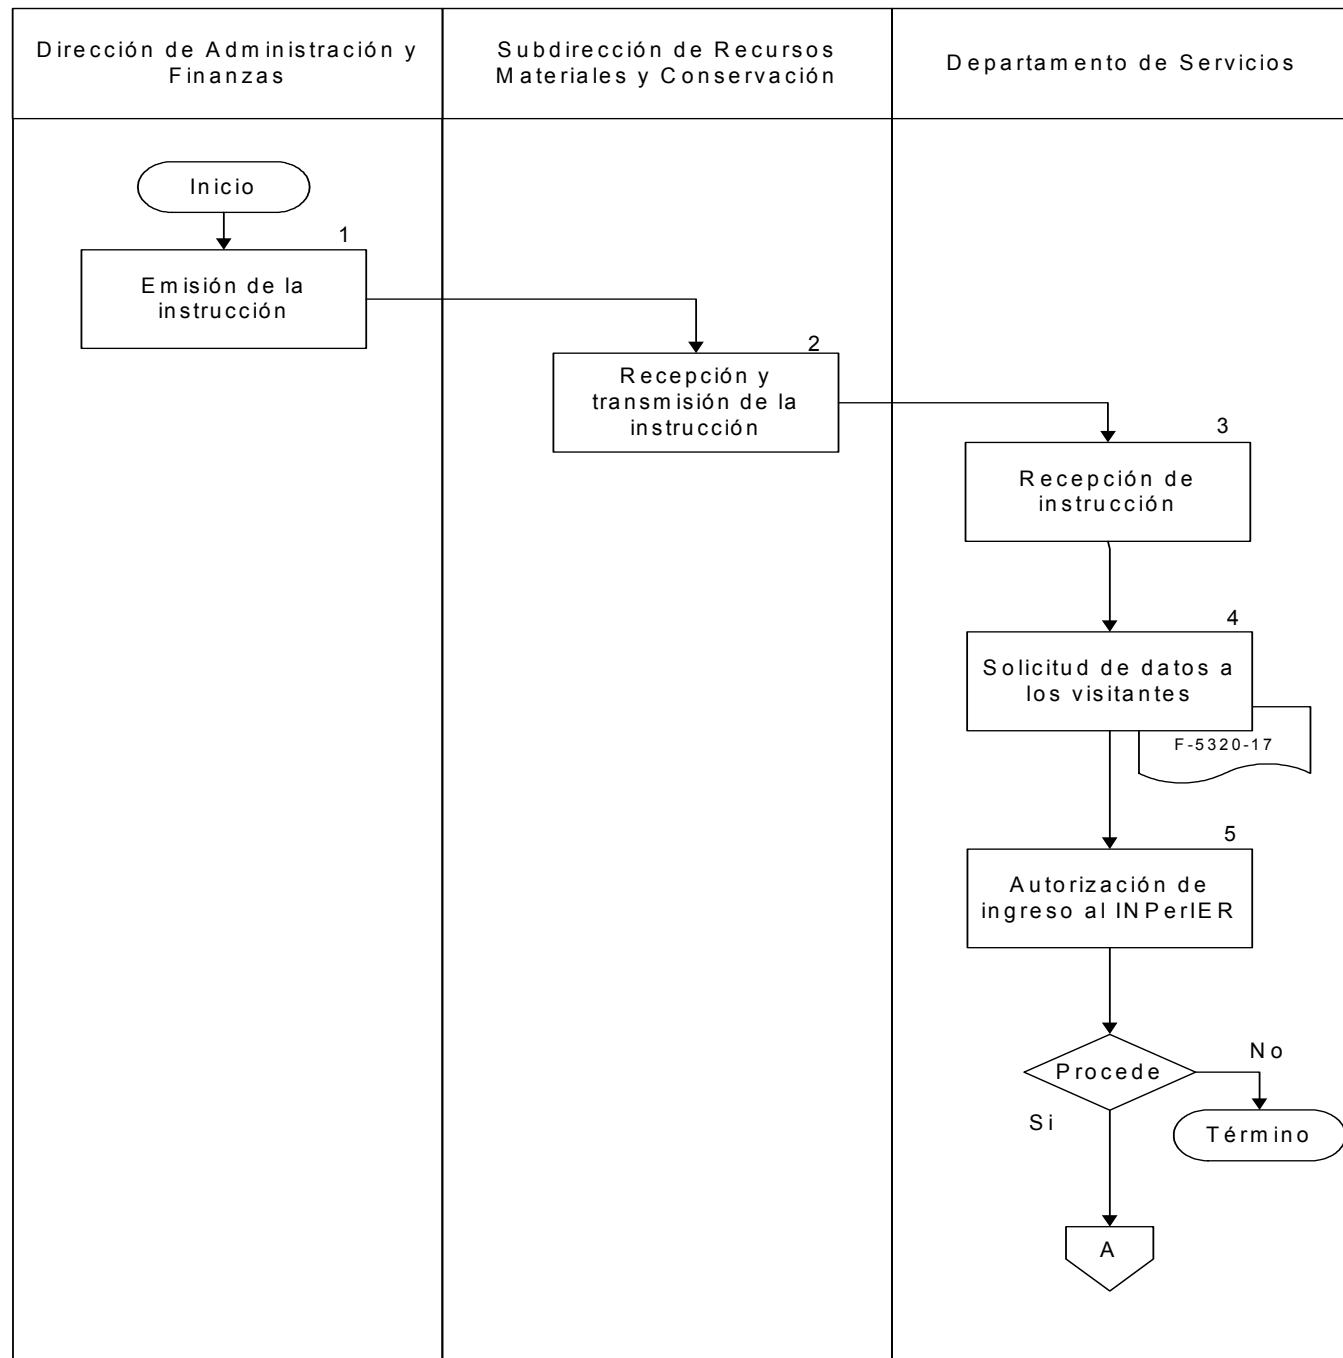 Dirección de Administración y
Finanzas
Subdirección de Recursos
Materiales y Conservación
Departamento de Servicios
Inicio
1
Emisión de la
instrucción
2
Recepción y
transmisión de la
instrucción
3
Recepción de
instrucción
4
Solicitud de datos a
los visitantes
F-5320-17
5
Autorización de
ingreso al INPerIER
Procede
No
Si
Término
A